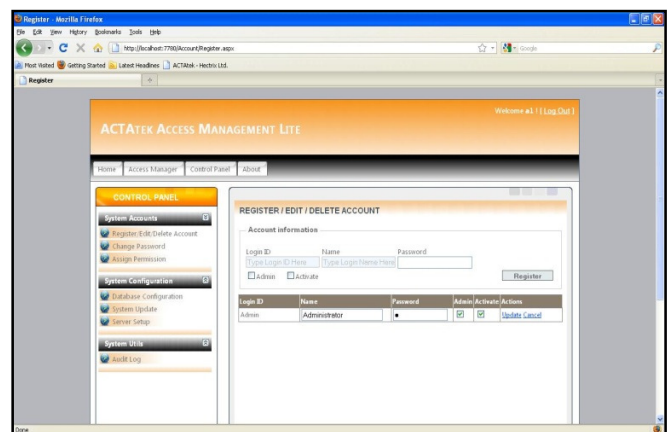 Register - Mozilla Firefox
File Edit View History Bookmarks Tools Help
http://localhost:7780/Account/Register.aspx
Google
Most Visited Getting Started Latest Headlines ACTAtek - Hectrix Ltd.
Register
Welcome a1 ! [ Log Out ]
ACTAtek Access Management Lite
Home Access Manager Control Panel About
CONTROL PANEL
System Accounts
Register/Edit/Delete Account
Change Password
Assign Permission
System Configuration
Database Configuration
System Update
Server Setup
System Utils
Audit Log
REGISTER / EDIT / DELETE ACCOUNT
Account information
Login ID Name Password
Type Login ID Here Type Login Name Here
Admin Activate Register
Login ID Name Password Admin Activate Actions
Admin Administrator Update Cancel
Done